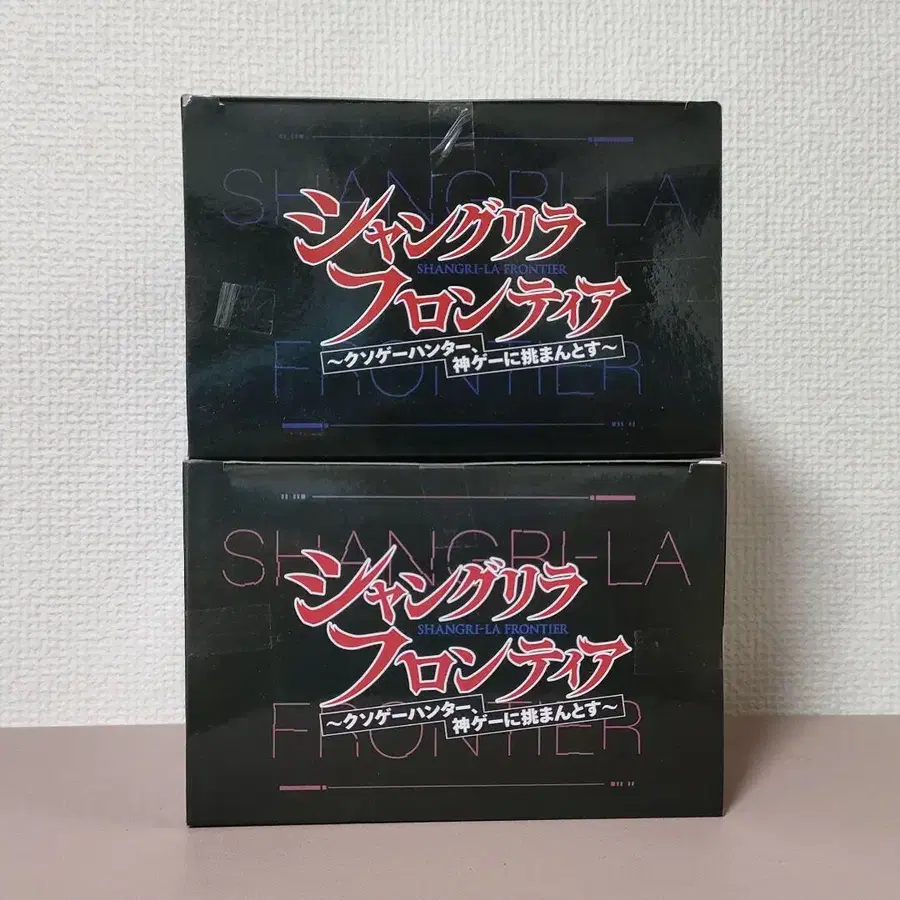 SHANGRI-LA
シャングリラ
SHANGRI-LA FRONTIER
フロンティア
～クソゲーハンター、
神ゲーに挑まんとす～
FRONTIER
SHANGRI-LA
シャングリラ
SHANGRI-LA FRONTIER
フロンティア
～クソゲーハンター、
神ゲーに挑まんとす～
FRONTIER